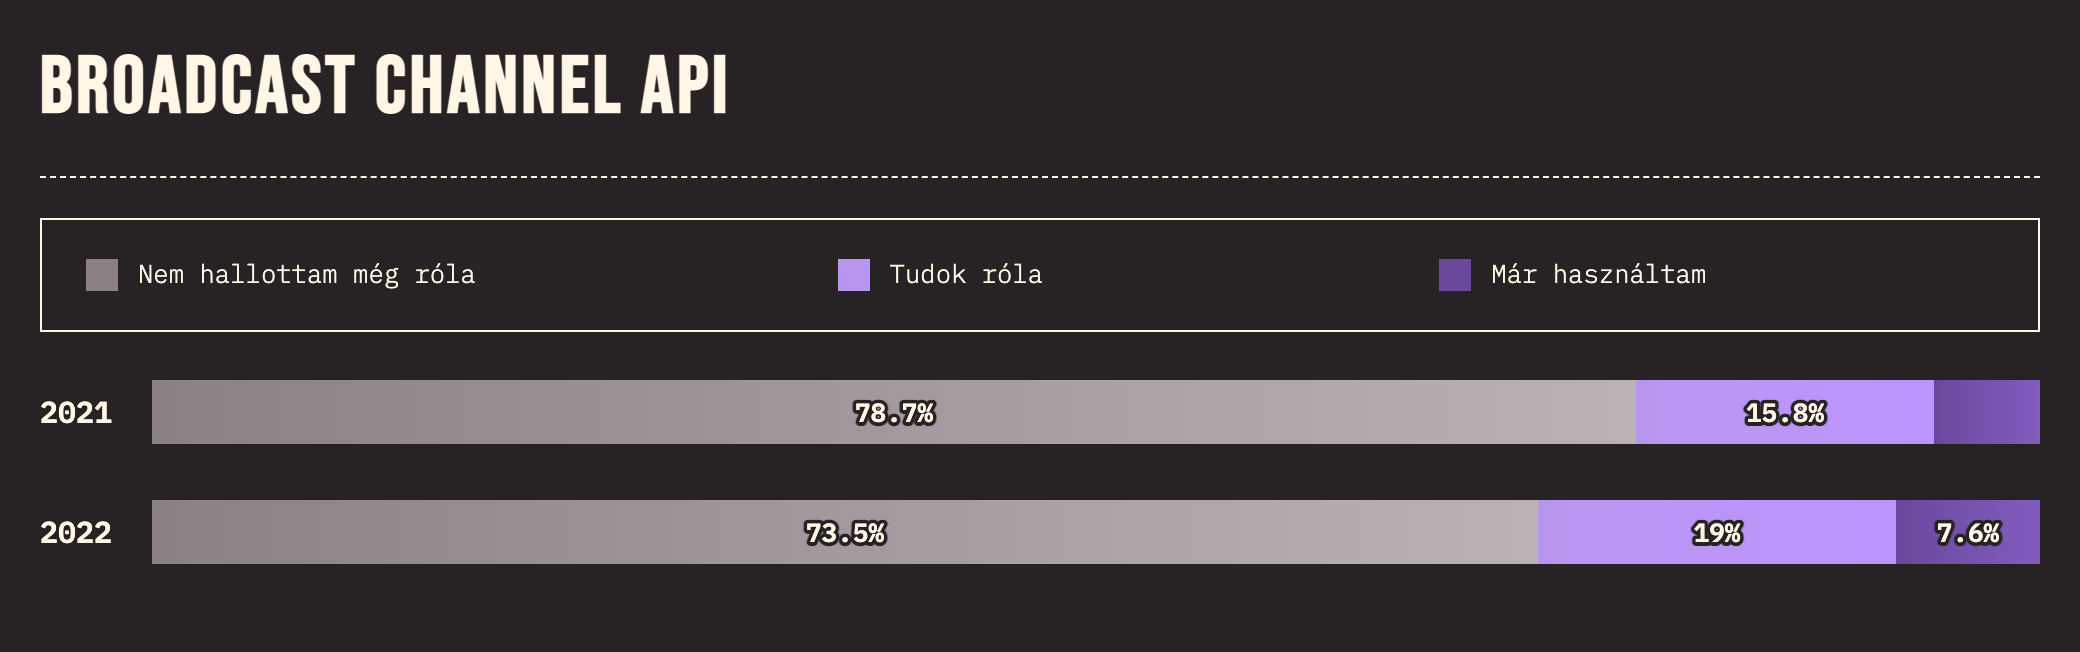 BROADCAST CHANNEL API
Nem hallottam még róla Tudok róla Már használtam
2021 78.7% 15.8%
2022 73.5% 19% 7.6%